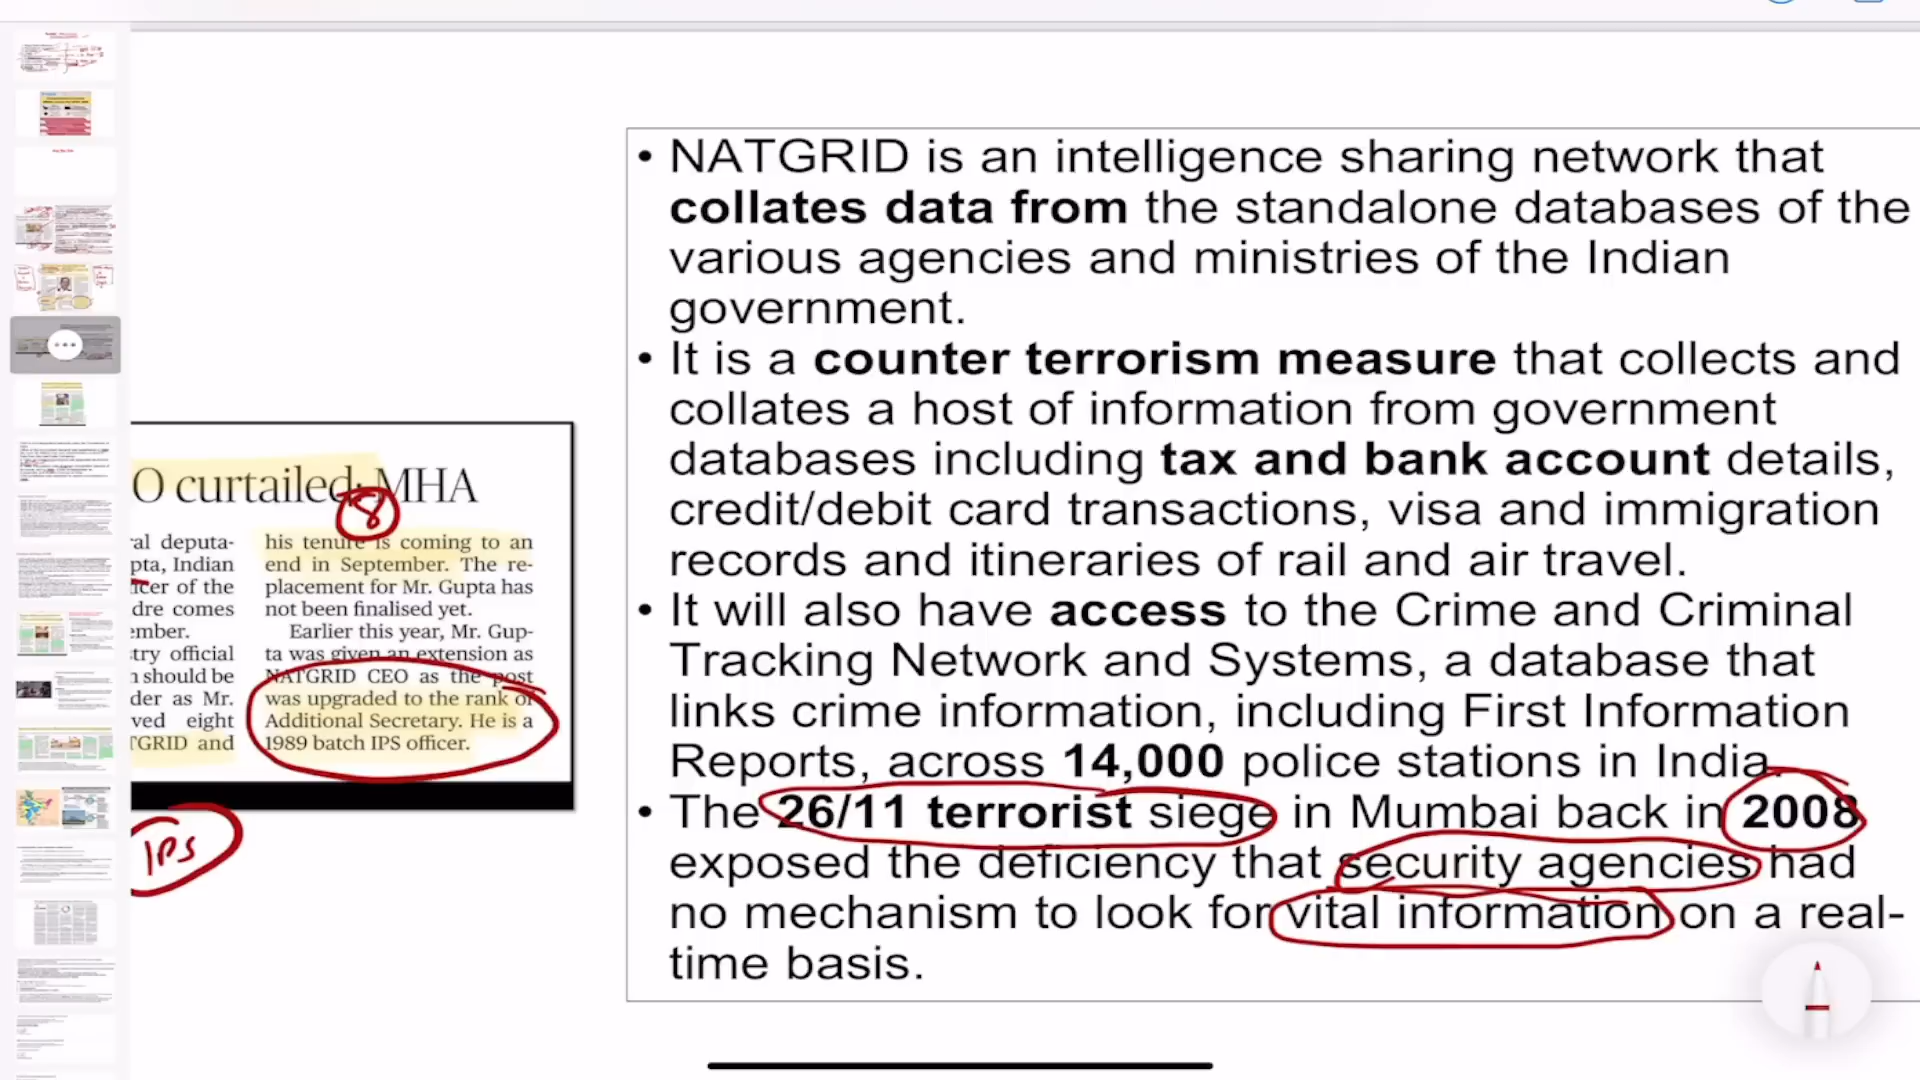 O curtailed: MHA
8
ral deputa-
pta, Indian
icer of the
dre comes
ember.
try official
n should be
der as Mr.
ved eight
TGRID and
his tenure is coming to an
end in September. The re-
placement for Mr. Gupta has
not been finalised yet.
Earlier this year, Mr. Gup-
ta was given an extension as
NATGRID CEO as the post
was upgraded to the rank of
Additional Secretary. He is a
1989 batch IPS officer.
IPS
• NATGRID is an intelligence sharing network that
collates data from the standalone databases of the
various agencies and ministries of the Indian
government.
• It is a counter terrorism measure that collects and
collates a host of information from government
databases including tax and bank account details,
credit/debit card transactions, visa and immigration
records and itineraries of rail and air travel.
• It will also have access to the Crime and Criminal
Tracking Network and Systems, a database that
links crime information, including First Information
Reports, across 14,000 police stations in India.
• The 26/11 terrorist siege in Mumbai back in 2008
exposed the deficiency that security agencies had
no mechanism to look for vital information on a real-
time basis.